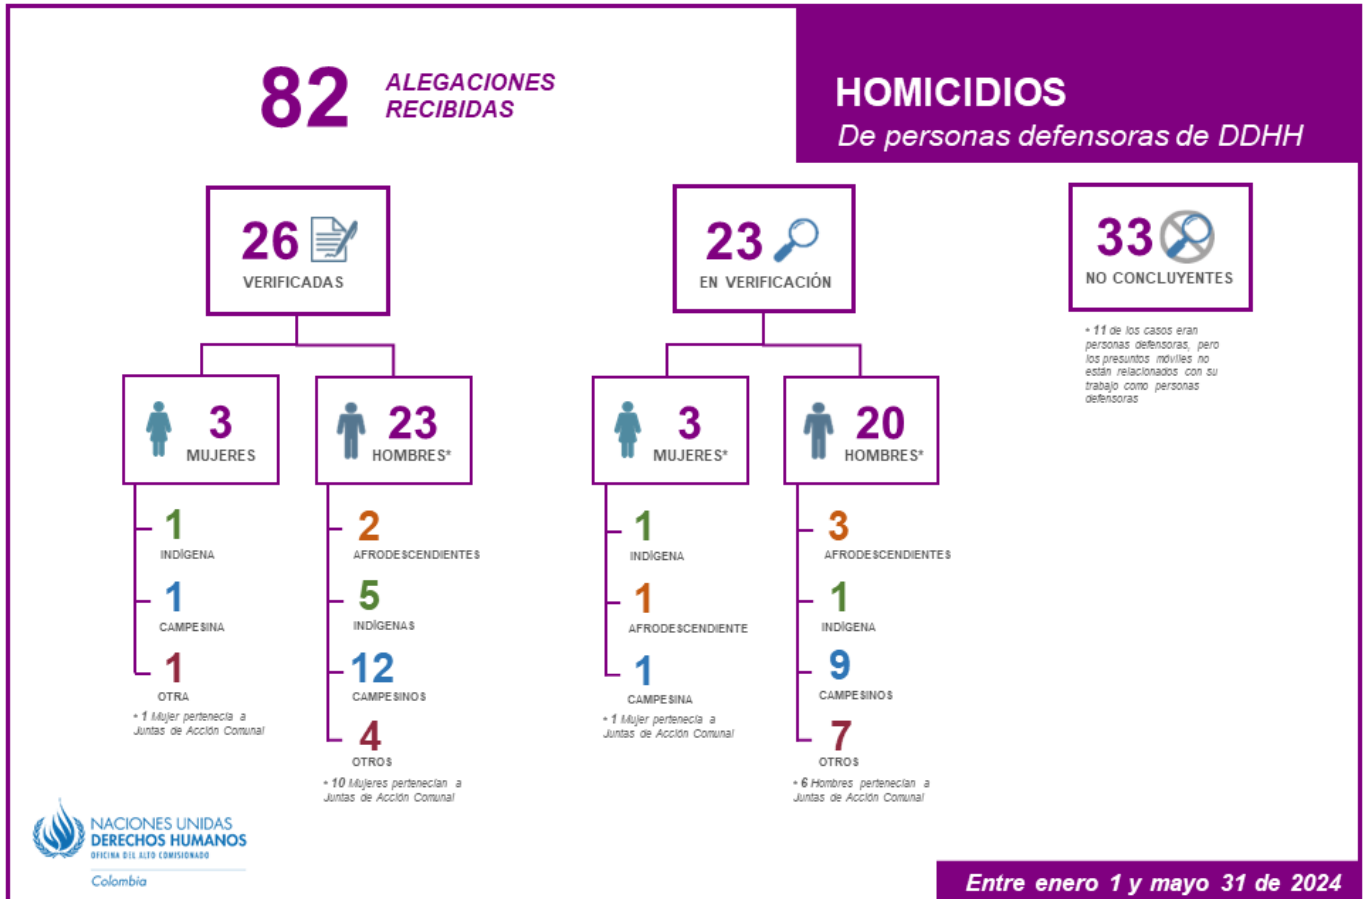 82
ALEGACIONES
RECIBIDAS
HOMICIDIOS
De personas defensoras de DDHH
26
VERIFICADAS
3
MUJERES
1
INDÍGENA
1
CAMPESINA
1
OTRA
* 1 Mujer pertenecía a
Juntas de Acción Comunal
23
HOMBRES*
2
AFRODESCENDIENTES
5
INDÍGENAS
12
CAMPESINOS
4
OTROS
* 10 Mujeres pertenecían a
Juntas de Acción Comunal
23
EN VERIFICACIÓN
3
MUJERES*
1
INDÍGENA
1
AFRODESCENDIENTE
1
CAMPESINA
* 1 Mujer pertenecía a
Juntas de Acción Comunal
20
HOMBRES*
3
AFRODESCENDIENTES
1
INDÍGENA
9
CAMPESINOS
7
OTROS
* 6 Hombres pertenecían a
Juntas de Acción Comunal
33
NO CONCLUYENTES
* 11 de los casos eran
personas defensoras, pero
los presuntos móviles no
están relacionados con su
trabajo como personas
defensoras
NACIONES UNIDAS
DERECHOS HUMANOS
OFICINA DEL ALTO COMISIONADO
Colombia
Entre enero 1 y mayo 31 de 2024